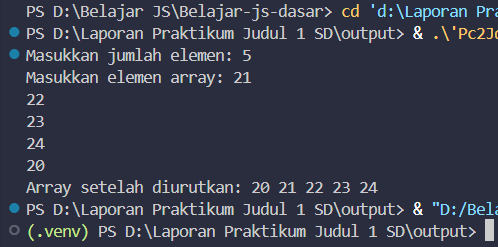 PS D:\Belajar JS\Belajar-js-dasar> cd 'd:\Laporan Pra
PS D:\Laporan Praktikum Judul 1 SD\output> & .\'Pc2Jo
Masukkan jumlah elemen: 5
Masukkan elemen array: 21
22
23
24
20
Array setelah diurutkan: 20 21 22 23 24
PS D:\Laporan Praktikum Judul 1 SD\output> & "D:/Bela
(.venv) PS D:\Laporan Praktikum Judul 1 SD\output>